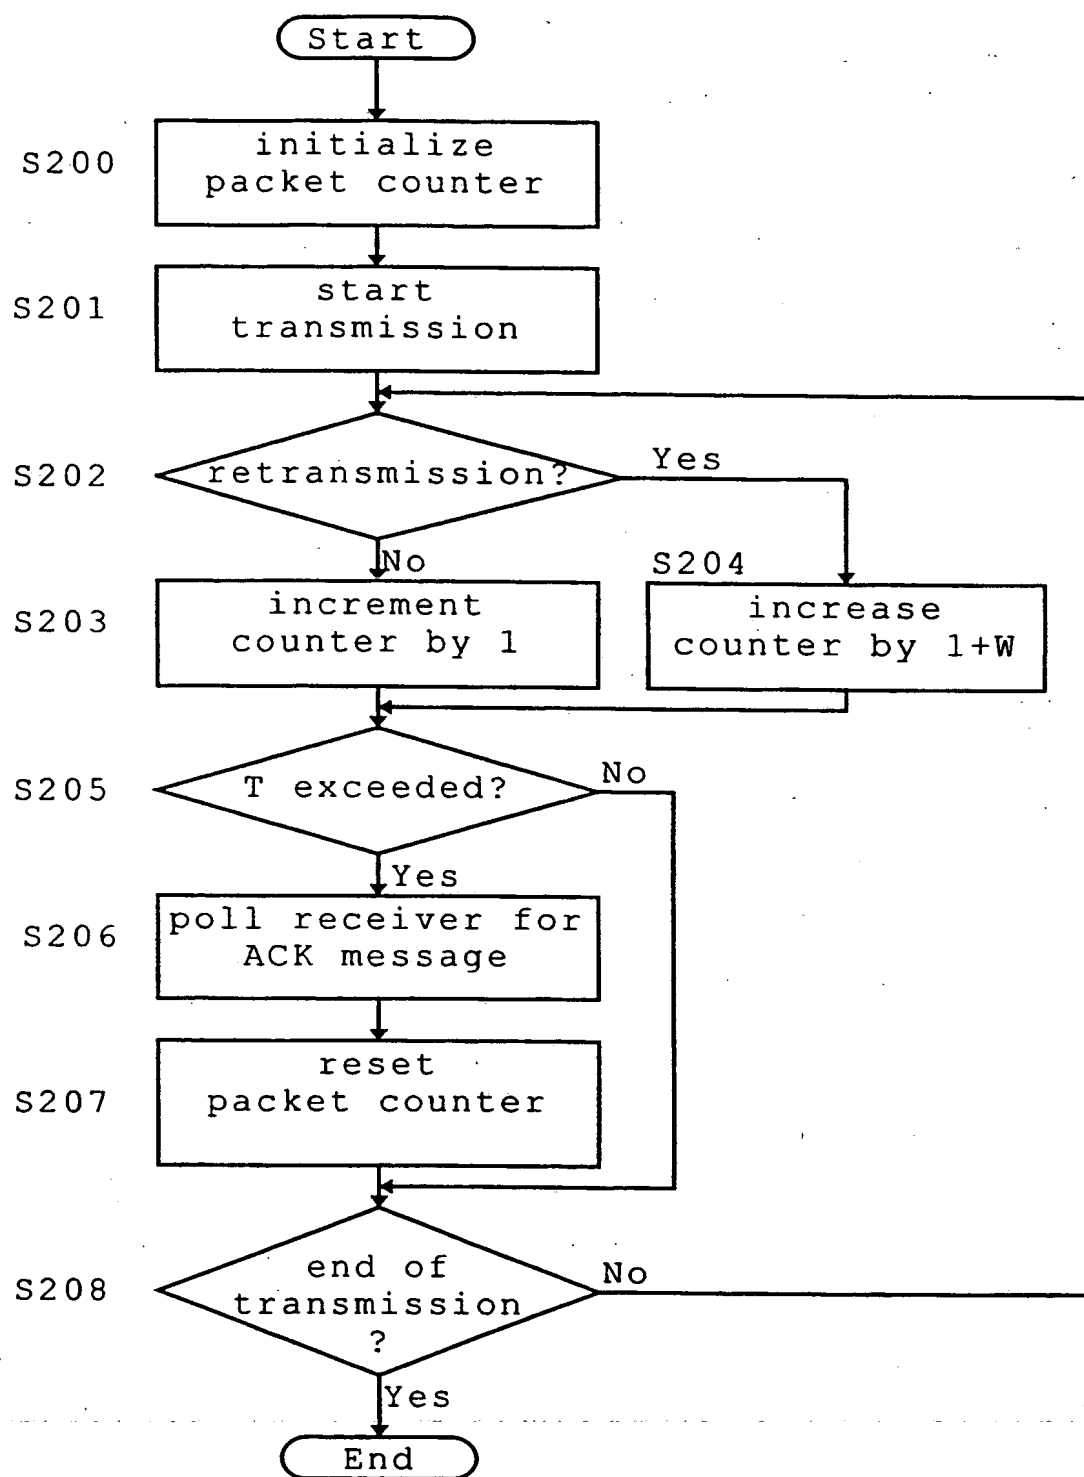 Start
S200
initialize
packet counter
S201
start
transmission
S202
retransmission?
Yes
No
S204
S203
increment
counter by 1
increase
counter by 1+W
S205
T exceeded?
No
Yes
S206
poll receiver for
ACK message
S207
reset
packet counter
S208
end of
transmission
?
No
Yes
End